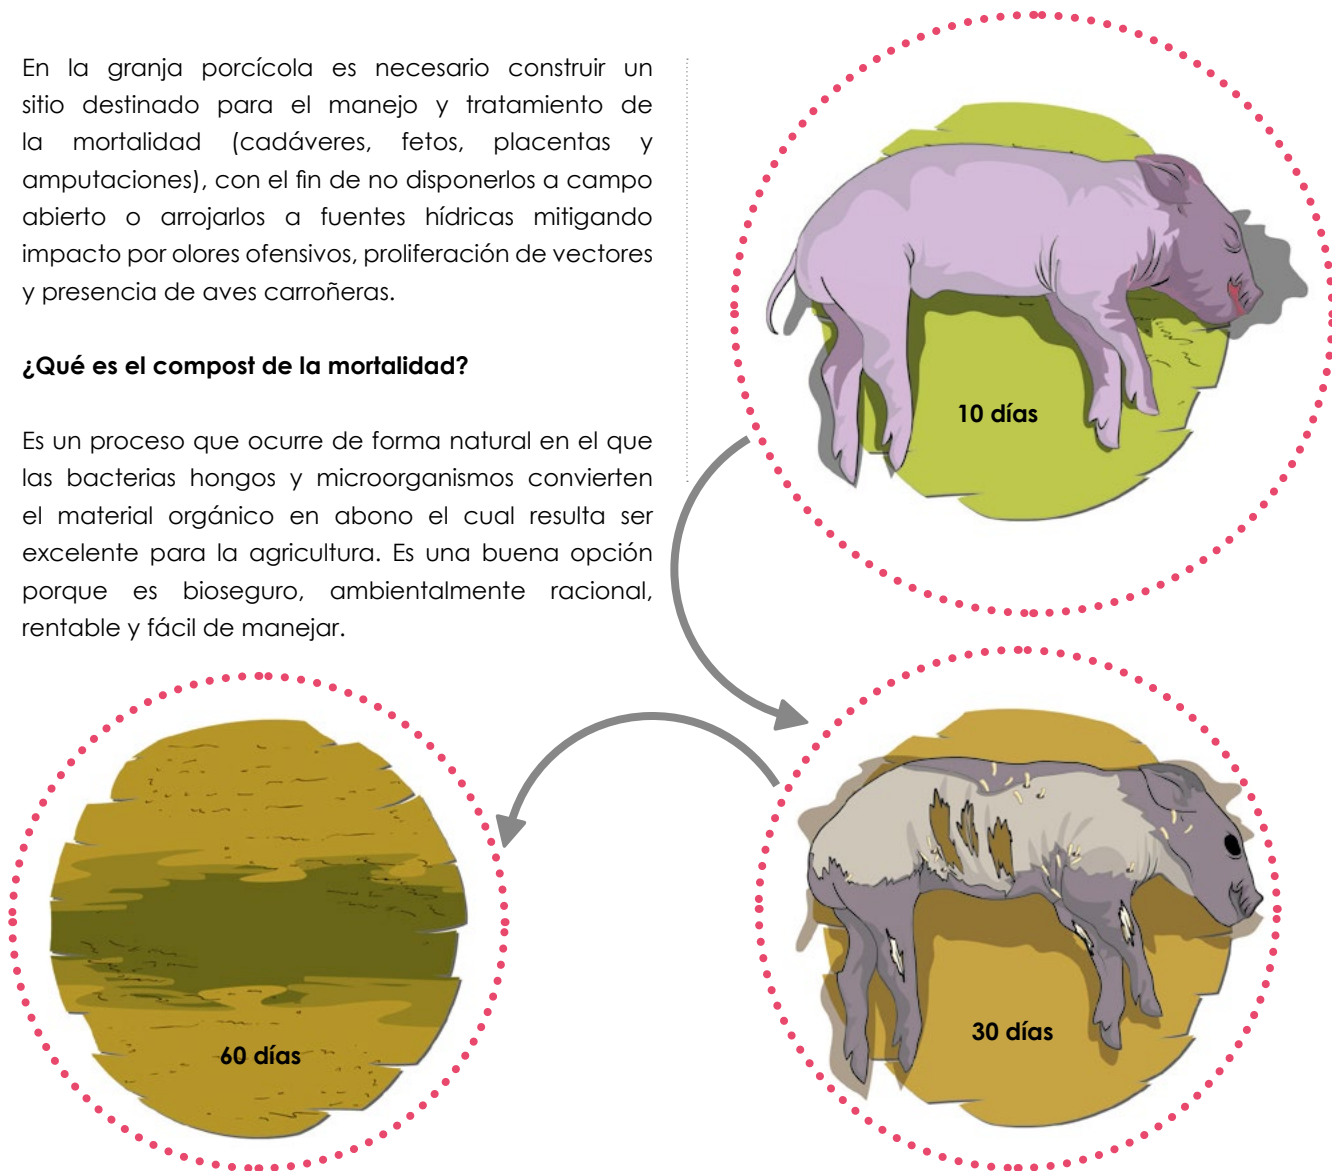 En la granja porcícola es necesario construir un
sitio destinado para el manejo y tratamiento de
la mortalidad (cadáveres, fetos, placentas y
amputaciones), con el fin de no disponerlos a campo
abierto o arrojarlos a fuentes hídricas mitigando
impacto por olores ofensivos, proliferación de vectores
y presencia de aves carroñeras.
¿Qué es el compost de la mortalidad?
Es un proceso que ocurre de forma natural en el que
las bacterias hongos y microorganismos convierten
el material orgánico en abono el cual resulta ser
excelente para la agricultura. Es una buena opción
porque es bioseguro, ambientalmente racional,
rentable y fácil de manejar.
10 días
30 días
60 días